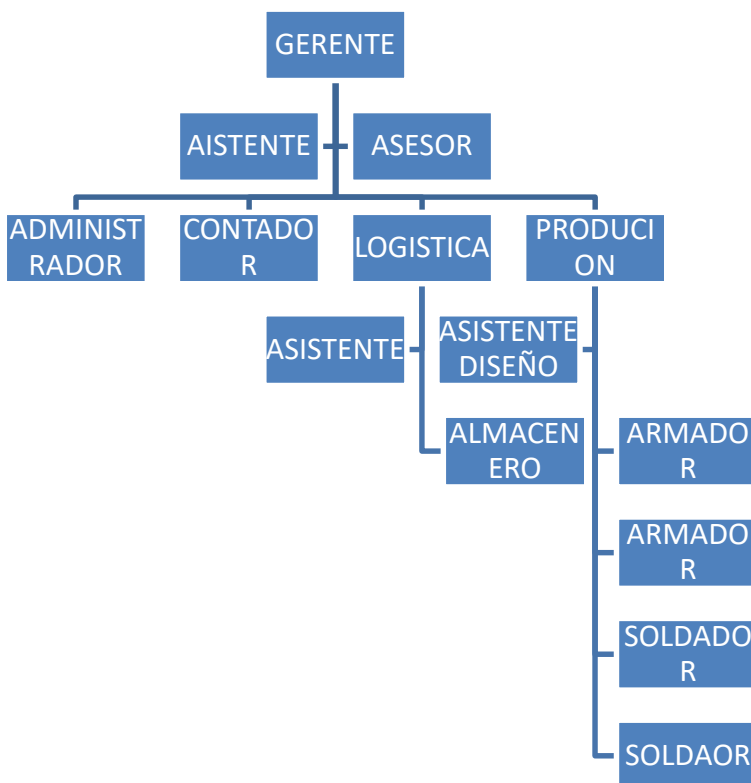 GERENTE
AISTENTE
ASESOR
ADMINIST
RADOR
CONTADO
R
LOGISTICA
PRODUCI
ON
ASISTENTE
ASISTENTE
DISEÑO
ALMACEN
ERO
ARMADO
R
ARMADO
R
SOLDADO
R
SOLDAOR